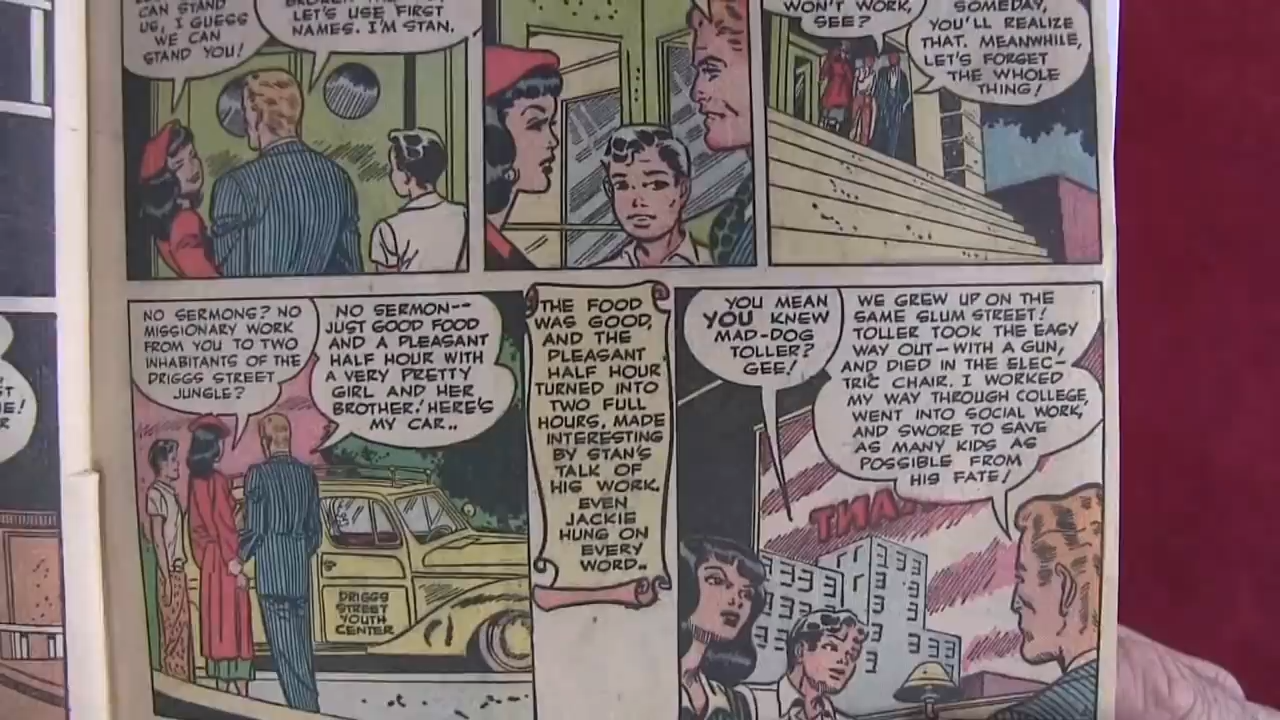 CAN STAND
US, I GUESS
WE CAN
STAND YOU!
LET'S USE FIRST
NAMES. I'M STAN.
WON'T WORK,
SEE?
SOMEDAY,
YOU'LL REALIZE
THAT. MEANWHILE,
LET'S FORGET
THE WHOLE
THING!
NO SERMONS? NO
MISSIONARY WORK
FROM YOU TO TWO
INHABITANTS OF THE
DRIGGS STREET
JUNGLE?
NO SERMON--
JUST GOOD FOOD
AND A PLEASANT
HALF HOUR WITH
A VERY PRETTY
GIRL AND HER
BROTHER! HERE'S
MY CAR..
DRIGGS
STREET
YOUTH
CENTER
THE FOOD
WAS GOOD,
AND THE
PLEASANT
HALF HOUR
TURNED INTO
TWO FULL
HOURS, MADE
INTERESTING
BY STAN'S
TALK OF
HIS WORK.
EVEN
JACKIE
HUNG ON
EVERY
WORD..
YOU MEAN
YOU KNEW
MAD-DOG
TOLLER?
GEE!
WE GREW UP ON THE
SAME SLUM STREET!
TOLLER TOOK THE EASY
WAY OUT - WITH A GUN,
AND DIED IN THE ELEC-
TRIC CHAIR. I WORKED
MY WAY THROUGH COLLEGE,
WENT INTO SOCIAL WORK,
AND SWORE TO SAVE
AS MANY KIDS AS
POSSIBLE FROM
HIS FATE!